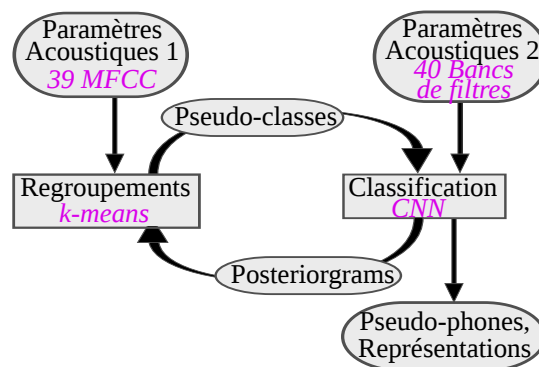 Paramètres
Acoustiques 1
39 MFCC
Paramètres
Acoustiques 2
40 Bancs
de filtres
Pseudo-classes
Regroupements
k-means
Classification
CNN
Posteriorgrams
Pseudo-phones,
Représentations